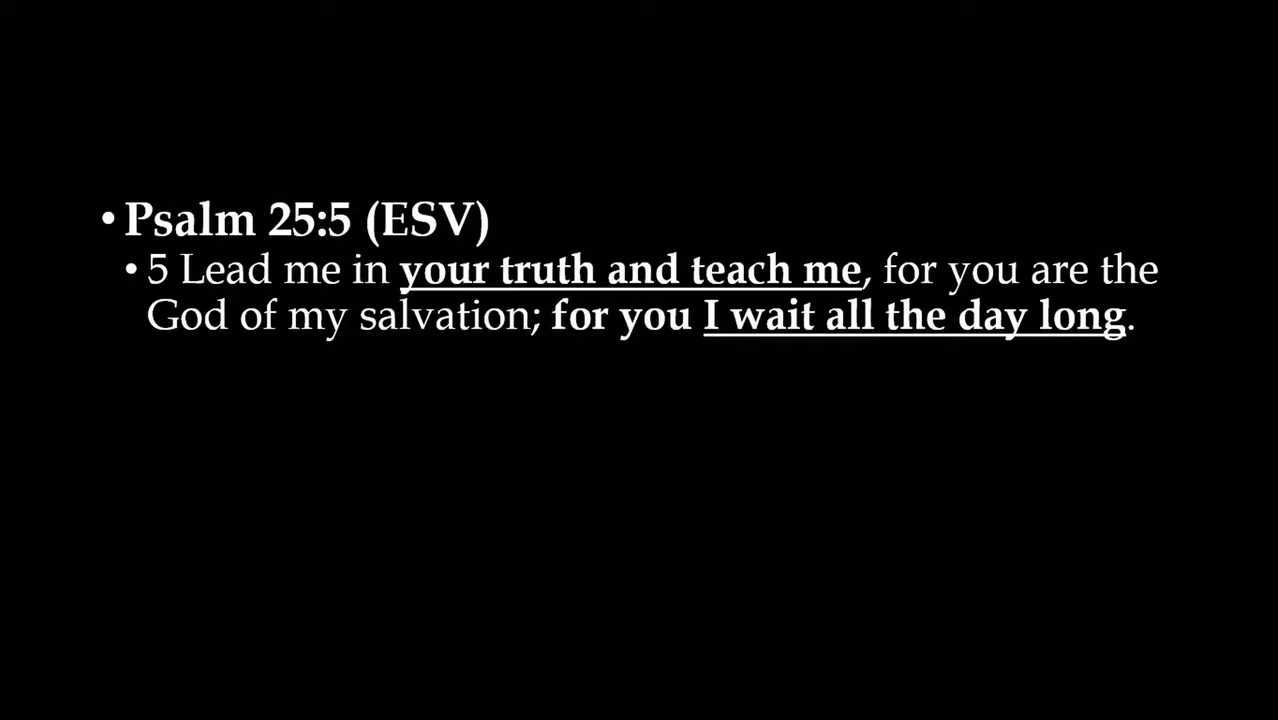 • Psalm 25:5 (ESV)
• 5 Lead me in your truth and teach me, for you are the
God of my salvation; for you I wait all the day long.